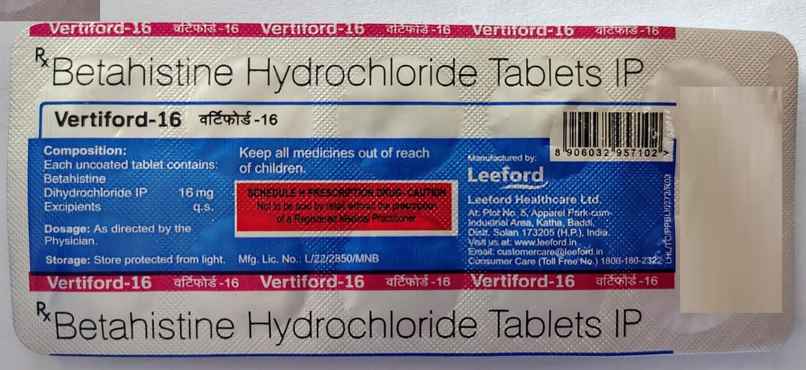 Vertiford-16 वर्टिफोर्ड-16 Vertiford-16 वर्टिफोर्ड-16 Vertiford-16 वर्टिफोर्ड-16
Rx Betahistine Hydrochloride Tablets IP
Vertiford-16 वर्टिफोर्ड-16
8 906032 957102 >
Composition:
Each uncoated tablet contains:
Betahistine
Dihydrochloride IP 16 mg
Excipients q.s.
Dosage: As directed by the
Physician.
Storage: Store protected from light.
Keep all medicines out of reach
of children.
SCHEDULE H PRESCRIPTION DRUG- CAUTION
Not to be sold by retail without the prescription
of a Registered Medical Practitioner
Mfg. Lic. No.: L/22/2850/MNB
Manufactured by:
Leeford
Leeford Healthcare Ltd.
At: Plot No. 5, Apparel Park-cum-
Industrial Area, Katha, Baddi,
Distt. Solan 173205 (H.P.), India.
Visit us at: www.leeford.in
Email: customercare@leeford.in
Consumer Care (Toll Free No.) 1800-180-2322
Vertiford-16 वर्टिफोर्ड-16 Vertiford-16 वर्टिफोर्ड-16 Vertiford-16 वर्टिफोर्ड-16
Rx Betahistine Hydrochloride Tablets IP